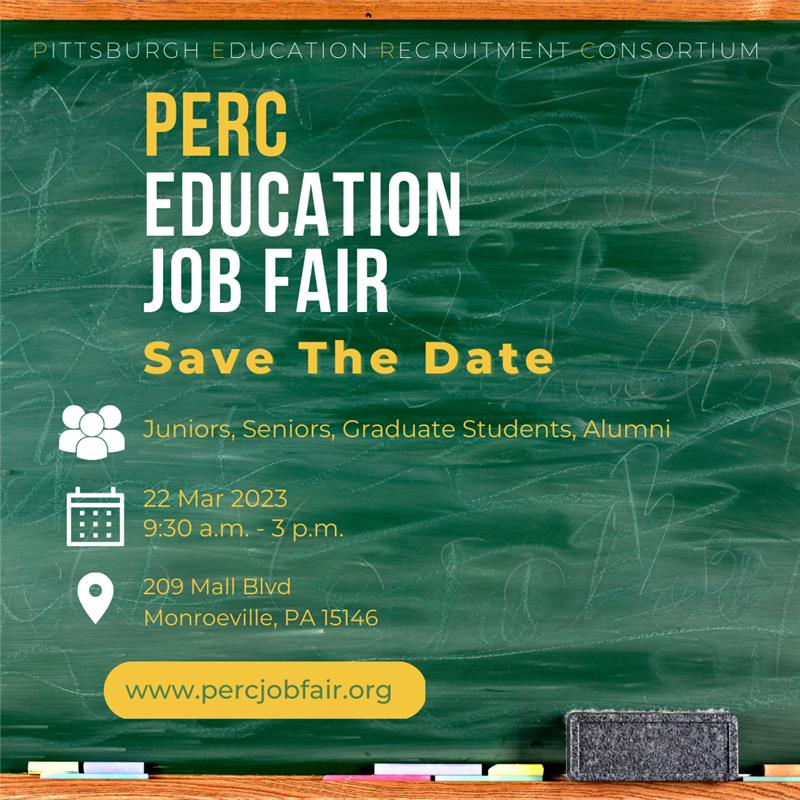 PITTSBURGH EDUCATION RECRUITMENT CONSORTIUM
PERC
EDUCATION
JOB FAIR
Save The Date
Juniors, Seniors, Graduate Students, Alumni
22 Mar 2023
9:30 a.m. - 3 p.m.
209 Mall Blvd
Monroeville, PA 15146
www.percjobfair.org